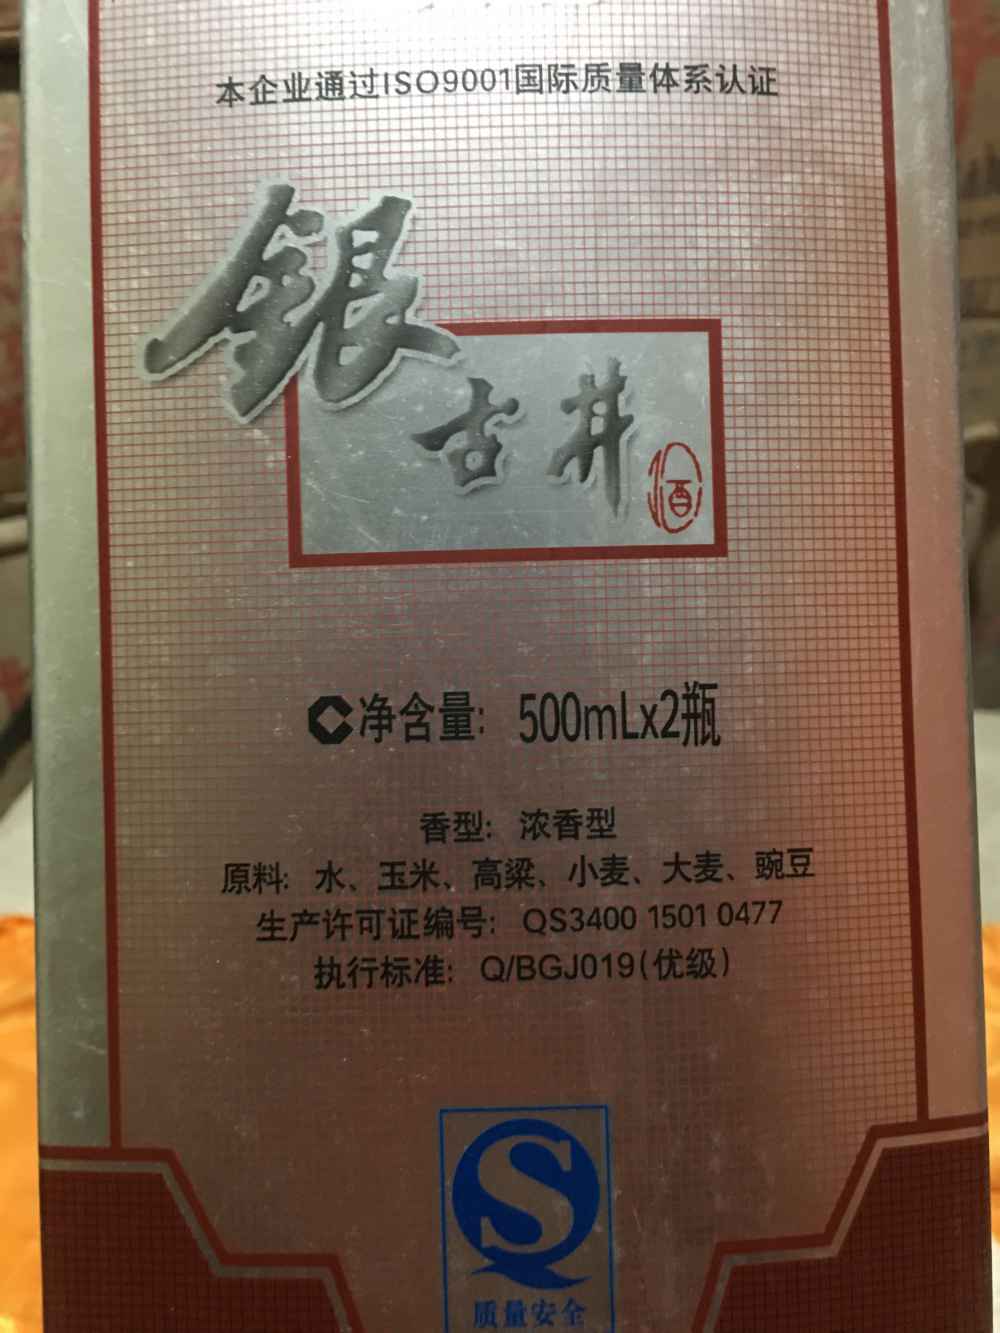 本企业通过ISO9001国际质量体系认证
银
古井
酒
净含量: 500mLx2瓶
香型: 浓香型
原料: 水、玉米、高粱、小麦、大麦、豌豆
生产许可证编号: QS3400 1501 0477
执行标准: Q/BGJ019(优级)
质量安全